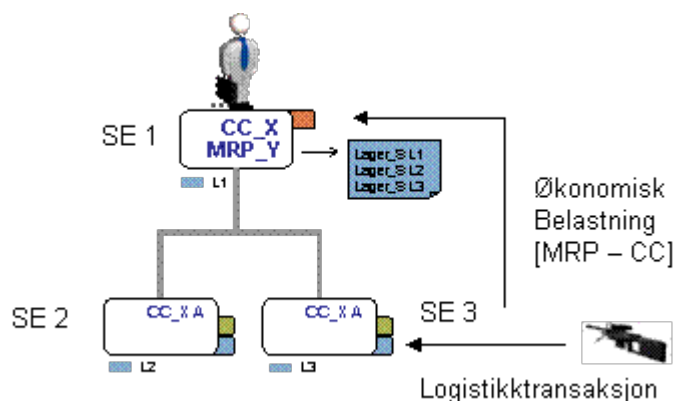 SE 1
CC_X
MRP_Y
L1
Lager_S L1
Lager_S L2
Lager_S L3
Økonomisk
Belastning
[MRP – CC]
SE 2
CC_X A
L2
CC_X A
L3
SE 3
Logistikktransaksjon